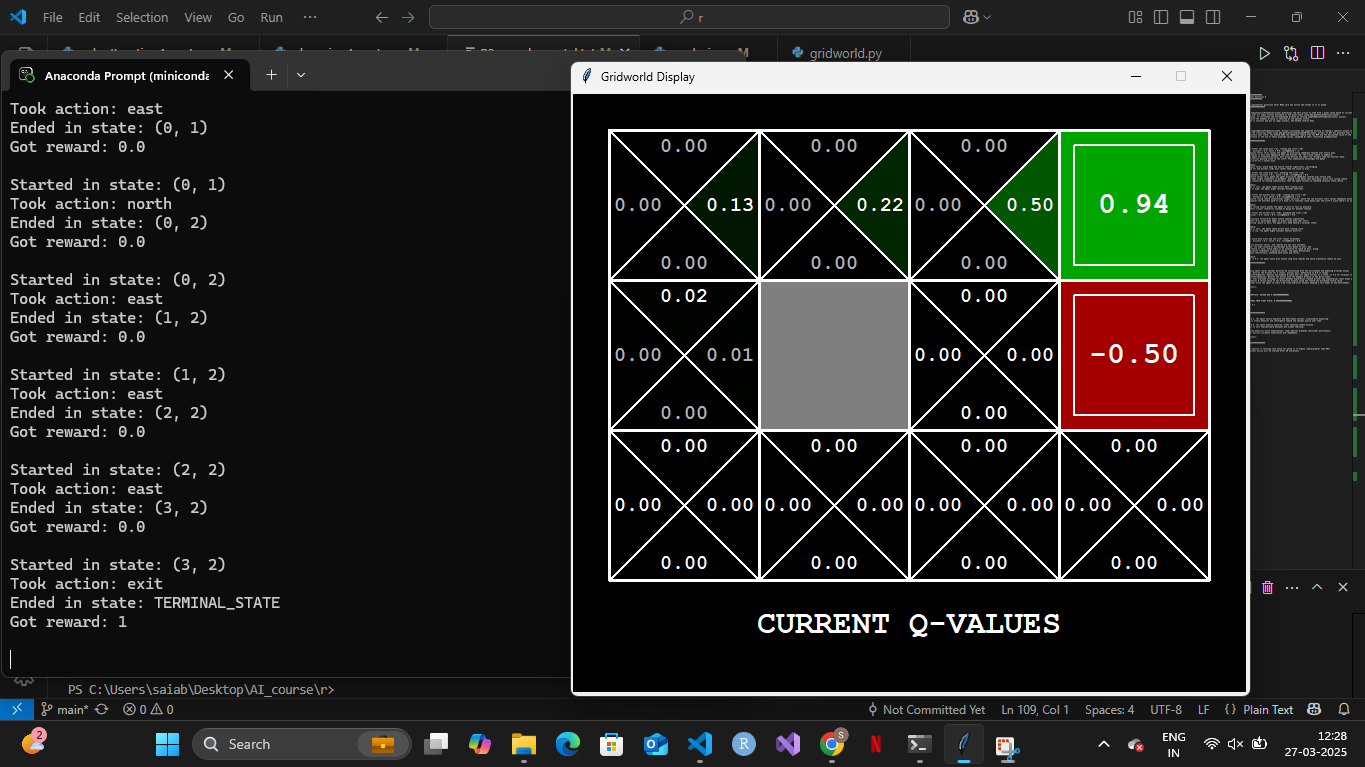 File Edit Selection View Go Run ··· r
gridworld.py
Anaconda Prompt (miniconda
Took action: east
Ended in state: (0, 1)
Got reward: 0.0
Started in state: (0, 1)
Took action: north
Ended in state: (0, 2)
Got reward: 0.0
Started in state: (0, 2)
Took action: east
Ended in state: (1, 2)
Got reward: 0.0
Started in state: (1, 2)
Took action: east
Ended in state: (2, 2)
Got reward: 0.0
Started in state: (2, 2)
Took action: east
Ended in state: (3, 2)
Got reward: 0.0
Started in state: (3, 2)
Took action: exit
Ended in state: TERMINAL_STATE
Got reward: 1
Gridworld Display
0.00 0.00 0.00
0.00 0.13 0.00 0.22 0.00 0.50 0.94
0.00 0.00 0.00
0.02 0.00
0.00 0.01 0.00 0.00 -0.50
0.00 0.00
0.00 0.00 0.00 0.00
0.00 0.00 0.00 0.00 0.00 0.00 0.00 0.00
0.00 0.00 0.00 0.00
CURRENT Q-VALUES
PS C:\Users\saiab\Desktop\AI_course\r>
main* 0 0 Not Committed Yet Ln 109, Col 1 Spaces: 4 UTF-8 LF {} Plain Text
2 Search R S N ENG 12:28
IN 27-03-2025